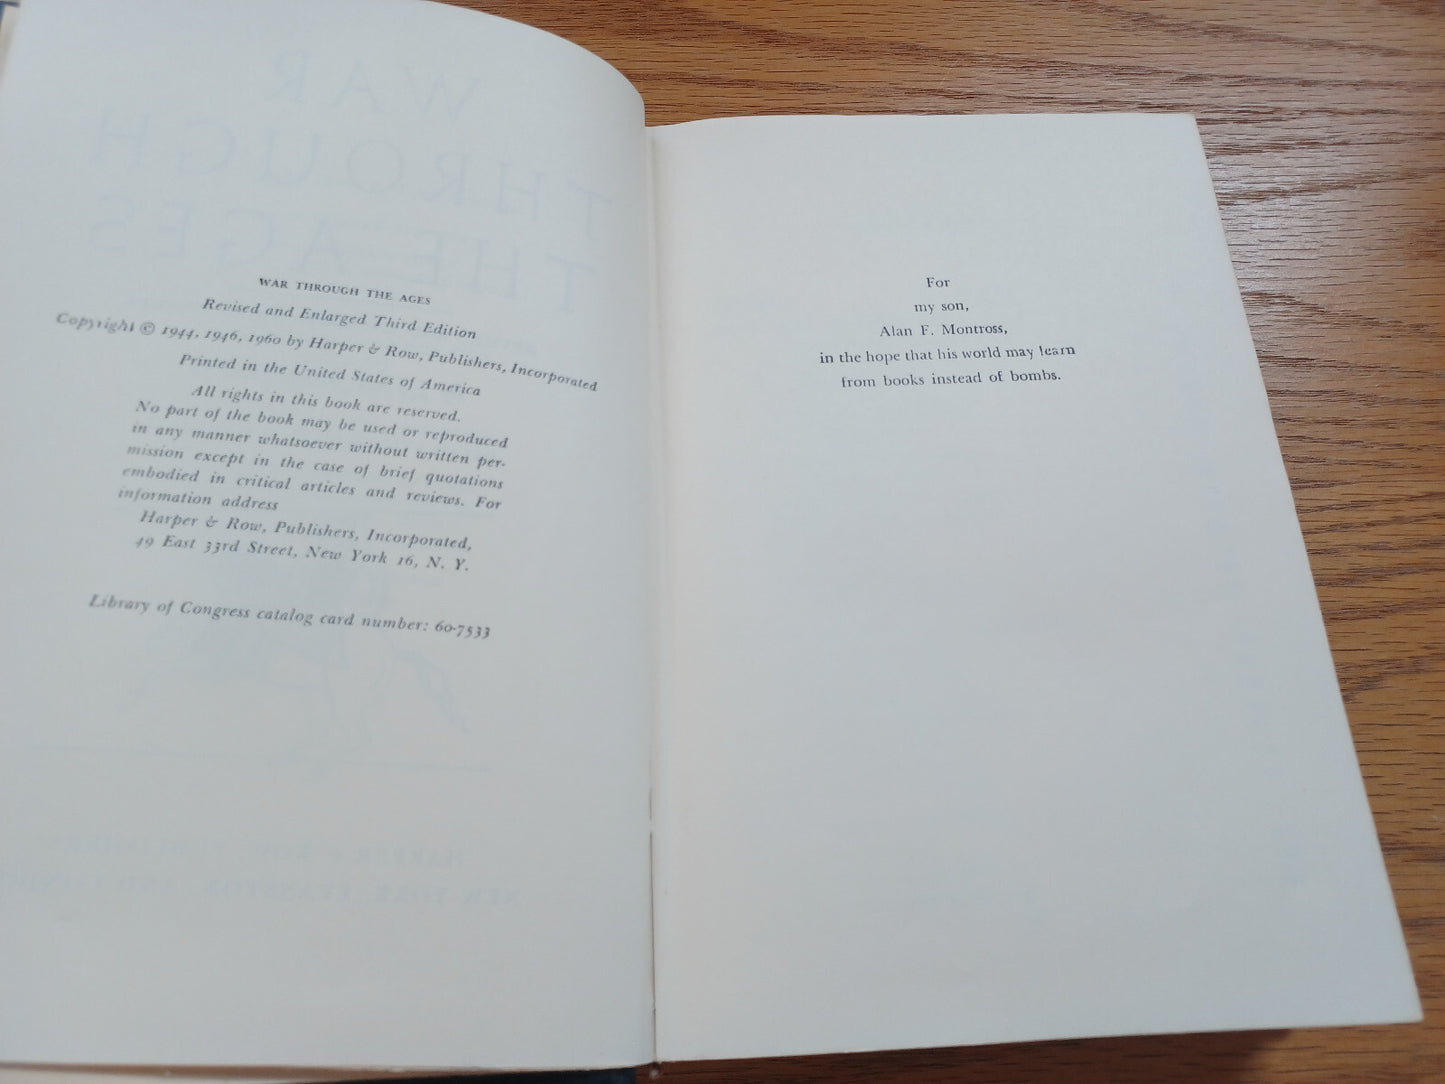 WAR THROUGH THE AGES
Revised and Enlarged Third Edition
Copyright © 1944, 1946, 1960 by Harper & Row, Publishers, Incorporated
Printed in the United States of America
All rights in this book are reserved.
No part of the book may be used or reproduced
in any manner whatsoever without written per-
mission except in the case of brief quotations
embodied in critical articles and reviews. For
information address
Harper & Row, Publishers, Incorporated,
49 East 33rd Street, New York 16, N. Y.
Library of Congress catalog card number: 60-7533
For
my son,
Alan F. Montross,
in the hope that his world may learn
from books instead of bombs.